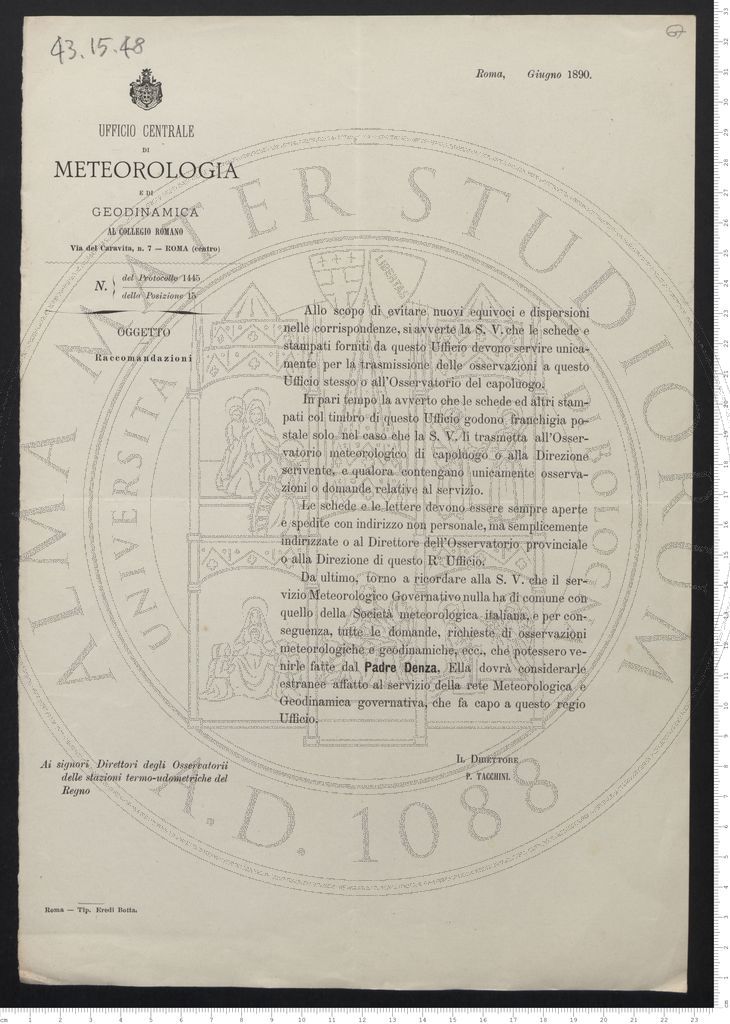 43.15.48
67
Roma, Giugno 1890.
UFFICIO CENTRALE
DI
METEOROLOGIA
E DI
GEODINAMICA
AL COLLEGIO ROMANO
Via del Caravita, n. 7 — ROMA (centro)
N. } del Protocollo 1445
della Posizione 15
OGGETTO
Raccomandazioni
Allo scopo di evitare nuovi equivoci e dispersioni
nelle corrispondenze, si avverte la S. V. che le schede e
stampati forniti da questo Ufficio devono servire unica-
mente per la trasmissione delle osservazioni a questo
Ufficio stesso o all'Osservatorio del capoluogo.
In pari tempo la avverto che le schede ed altri stam-
pati col timbro di questo Ufficio godono franchigia po-
stale solo nel caso che la S. V. li trasmetta all'Osser-
vatorio meteorologico di capoluogo o alla Direzione
scrivente, e qualora contengano unicamente osserva-
zioni o domande relative al servizio.
Le schede e le lettere devono essere sempre aperte
e spedite con indirizzo non personale, ma semplicemente
indirizzate o al Direttore dell'Osservatorio provinciale
o alla Direzione di questo R.° Ufficio.
Da ultimo, torno a ricordare alla S. V. che il ser-
vizio Meteorologico Governativo nulla ha di comune con
quello della Società meteorologica italiana, e per con-
seguenza, tutte le domande, richieste di osservazioni
meteorologiche e geodinamiche, ecc., che potessero ve-
nirle fatte dal Padre Denza. Ella dovrà considerarle
estranee affatto al servizio della rete Meteorologica e
Geodinamica governativa, che fa capo a questo regio
Ufficio.
IL DIRETTORE
P. TACCHINI.
Ai signori Direttori degli Osservatorii
delle stazioni termo-udometriche del
Regno
Roma — Tip. Eredi Botta.
ALMA MATER STUDIORUM
A.D. 1088
UNIVERSITA
DI BOLOGNA
LIBERTAS